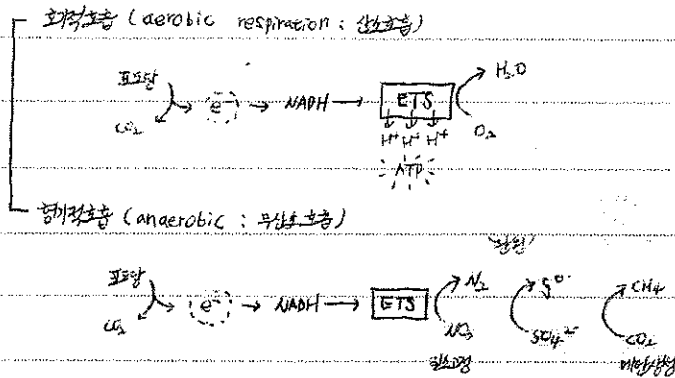 호기적호흡 (aerobic respiration : 산소호흡)
포도당 CO₂ e⁻ NADH ETS H₂O O₂
H⁺ H⁺ H⁺
ATP
혐기적호흡 (anaerobic : 무산소호흡)
포도당 CO₂ e⁻ NADH ETS N₂ NO₃ S⁰ SO₄²⁻ CH₄ CO₂
메탄생성